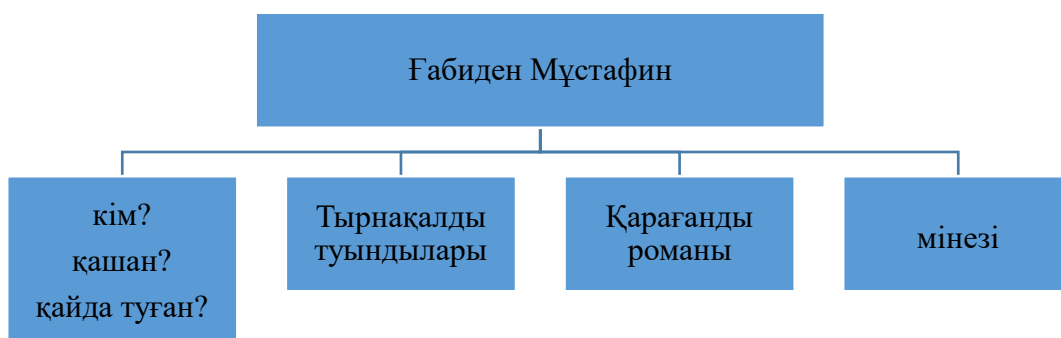 Ғабиден Мұстафин
кім?
қашан?
қайда туған?
Тырнақалды
туындылары
Қарағанды
романы
мінезі